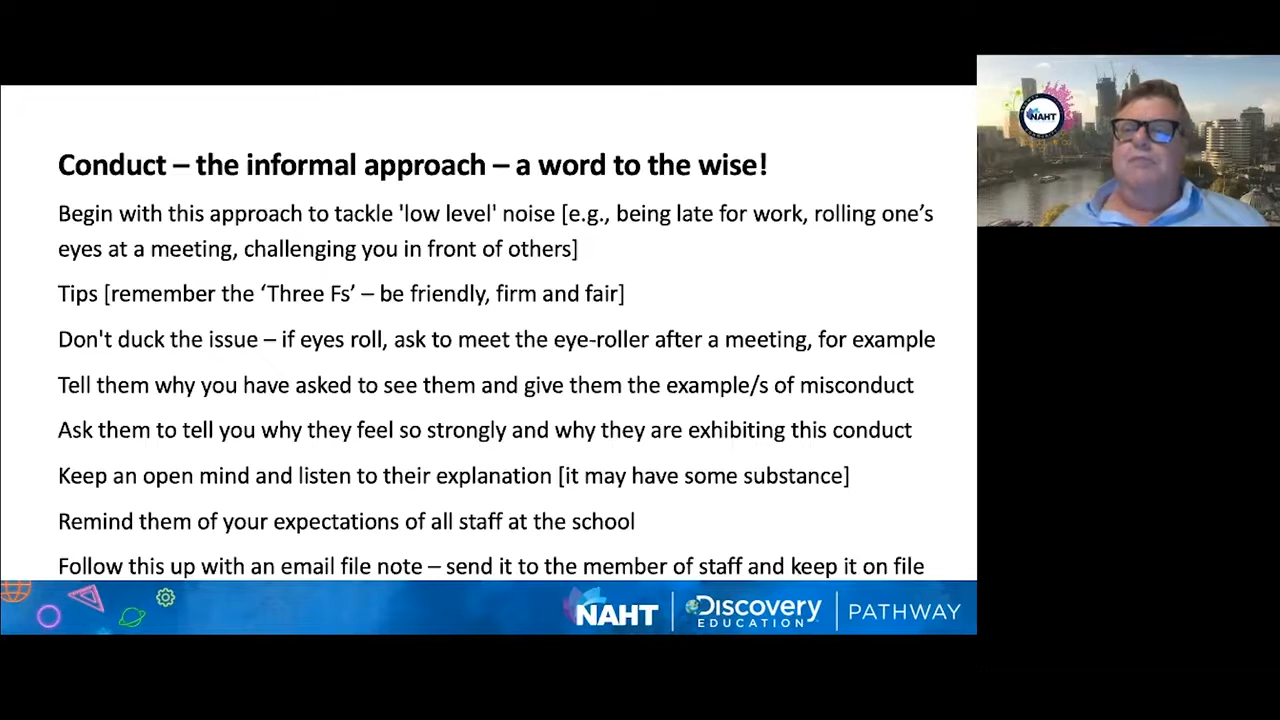 Conduct – the informal approach – a word to the wise!
Begin with this approach to tackle 'low level' noise [e.g., being late for work, rolling one’s
eyes at a meeting, challenging you in front of others]
Tips [remember the ‘Three Fs’ – be friendly, firm and fair]
Don't duck the issue – if eyes roll, ask to meet the eye-roller after a meeting, for example
Tell them why you have asked to see them and give them the example/s of misconduct
Ask them to tell you why they feel so strongly and why they are exhibiting this conduct
Keep an open mind and listen to their explanation [it may have some substance]
Remind them of your expectations of all staff at the school
Follow this up with an email file note – send it to the member of staff and keep it on file
NAHT
Discovery
EDUCATION
PATHWAY
NAHT